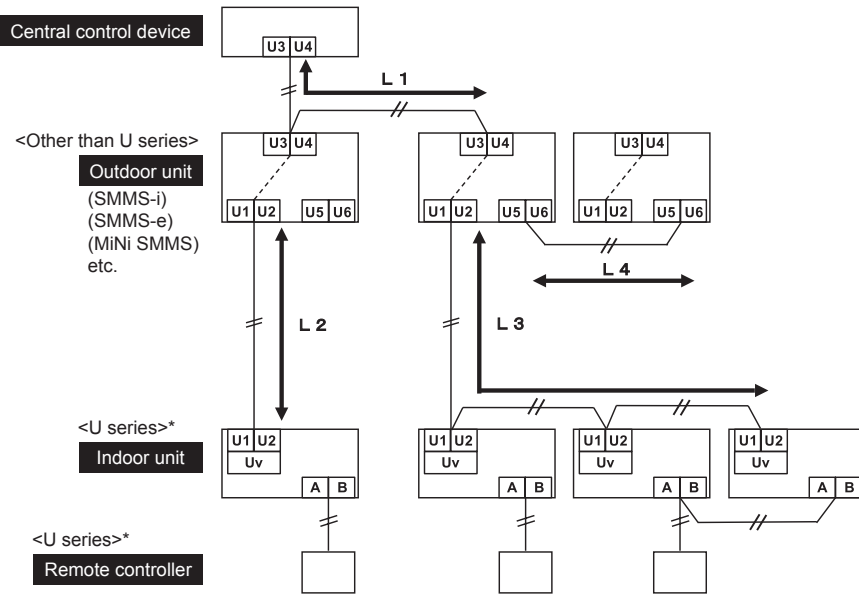 Central control device
U3 U4
L 1
<Other than U series>
Outdoor unit
(SMMS-i)
(SMMS-e)
(MiNi SMMS)
etc.
U3 U4
U3 U4
U3 U4
U1 U2
U5 U6
U1 U2
U5 U6
U1 U2
U5 U6
L 4
L 2
L 3
<U series>*
Indoor unit
U1 U2
Uv
A B
U1 U2
Uv
A B
U1 U2
Uv
A B
U1 U2
Uv
A B
<U series>*
Remote controller